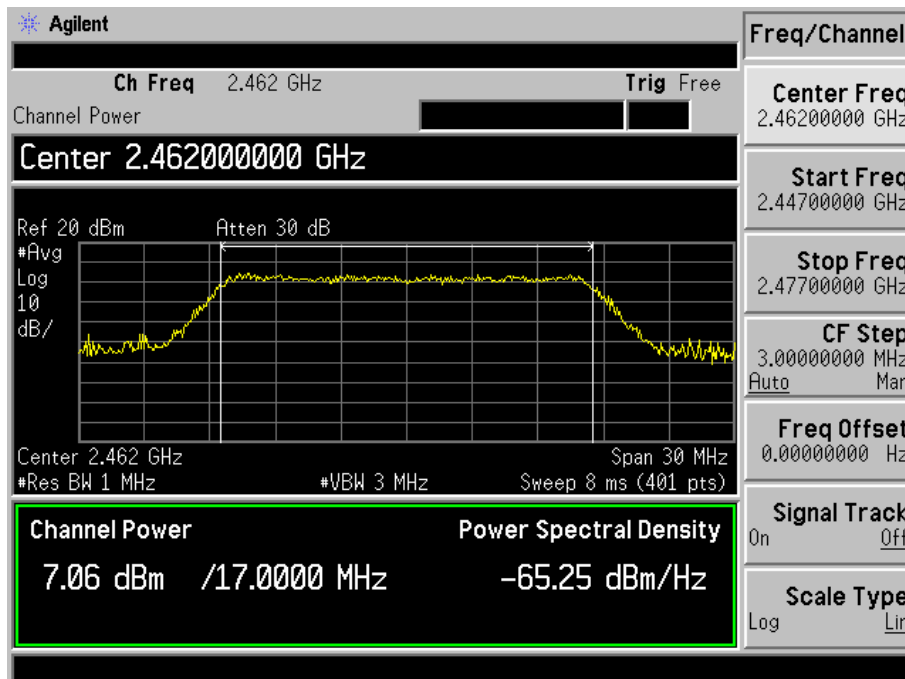 Agilent
Freq/Channel
Ch Freq 2.462 GHz Trig Free
Channel Power
Center 2.462000000 GHz
Ref 20 dBm Atten 30 dB
#Avg
Log
10
dB/
Center 2.462 GHz Span 30 MHz
#Res BW 1 MHz #VBW 3 MHz Sweep 8 ms (401 pts)
Channel Power Power Spectral Density
7.06 dBm /17.0000 MHz -65.25 dBm/Hz
Center Freq
2.46200000 GHz
Start Freq
2.44700000 GHz
Stop Freq
2.47700000 GHz
CF Step
3.00000000 MHz
Auto Man
Freq Offset
0.00000000 Hz
Signal Track
On Off
Scale Type
Log Lin